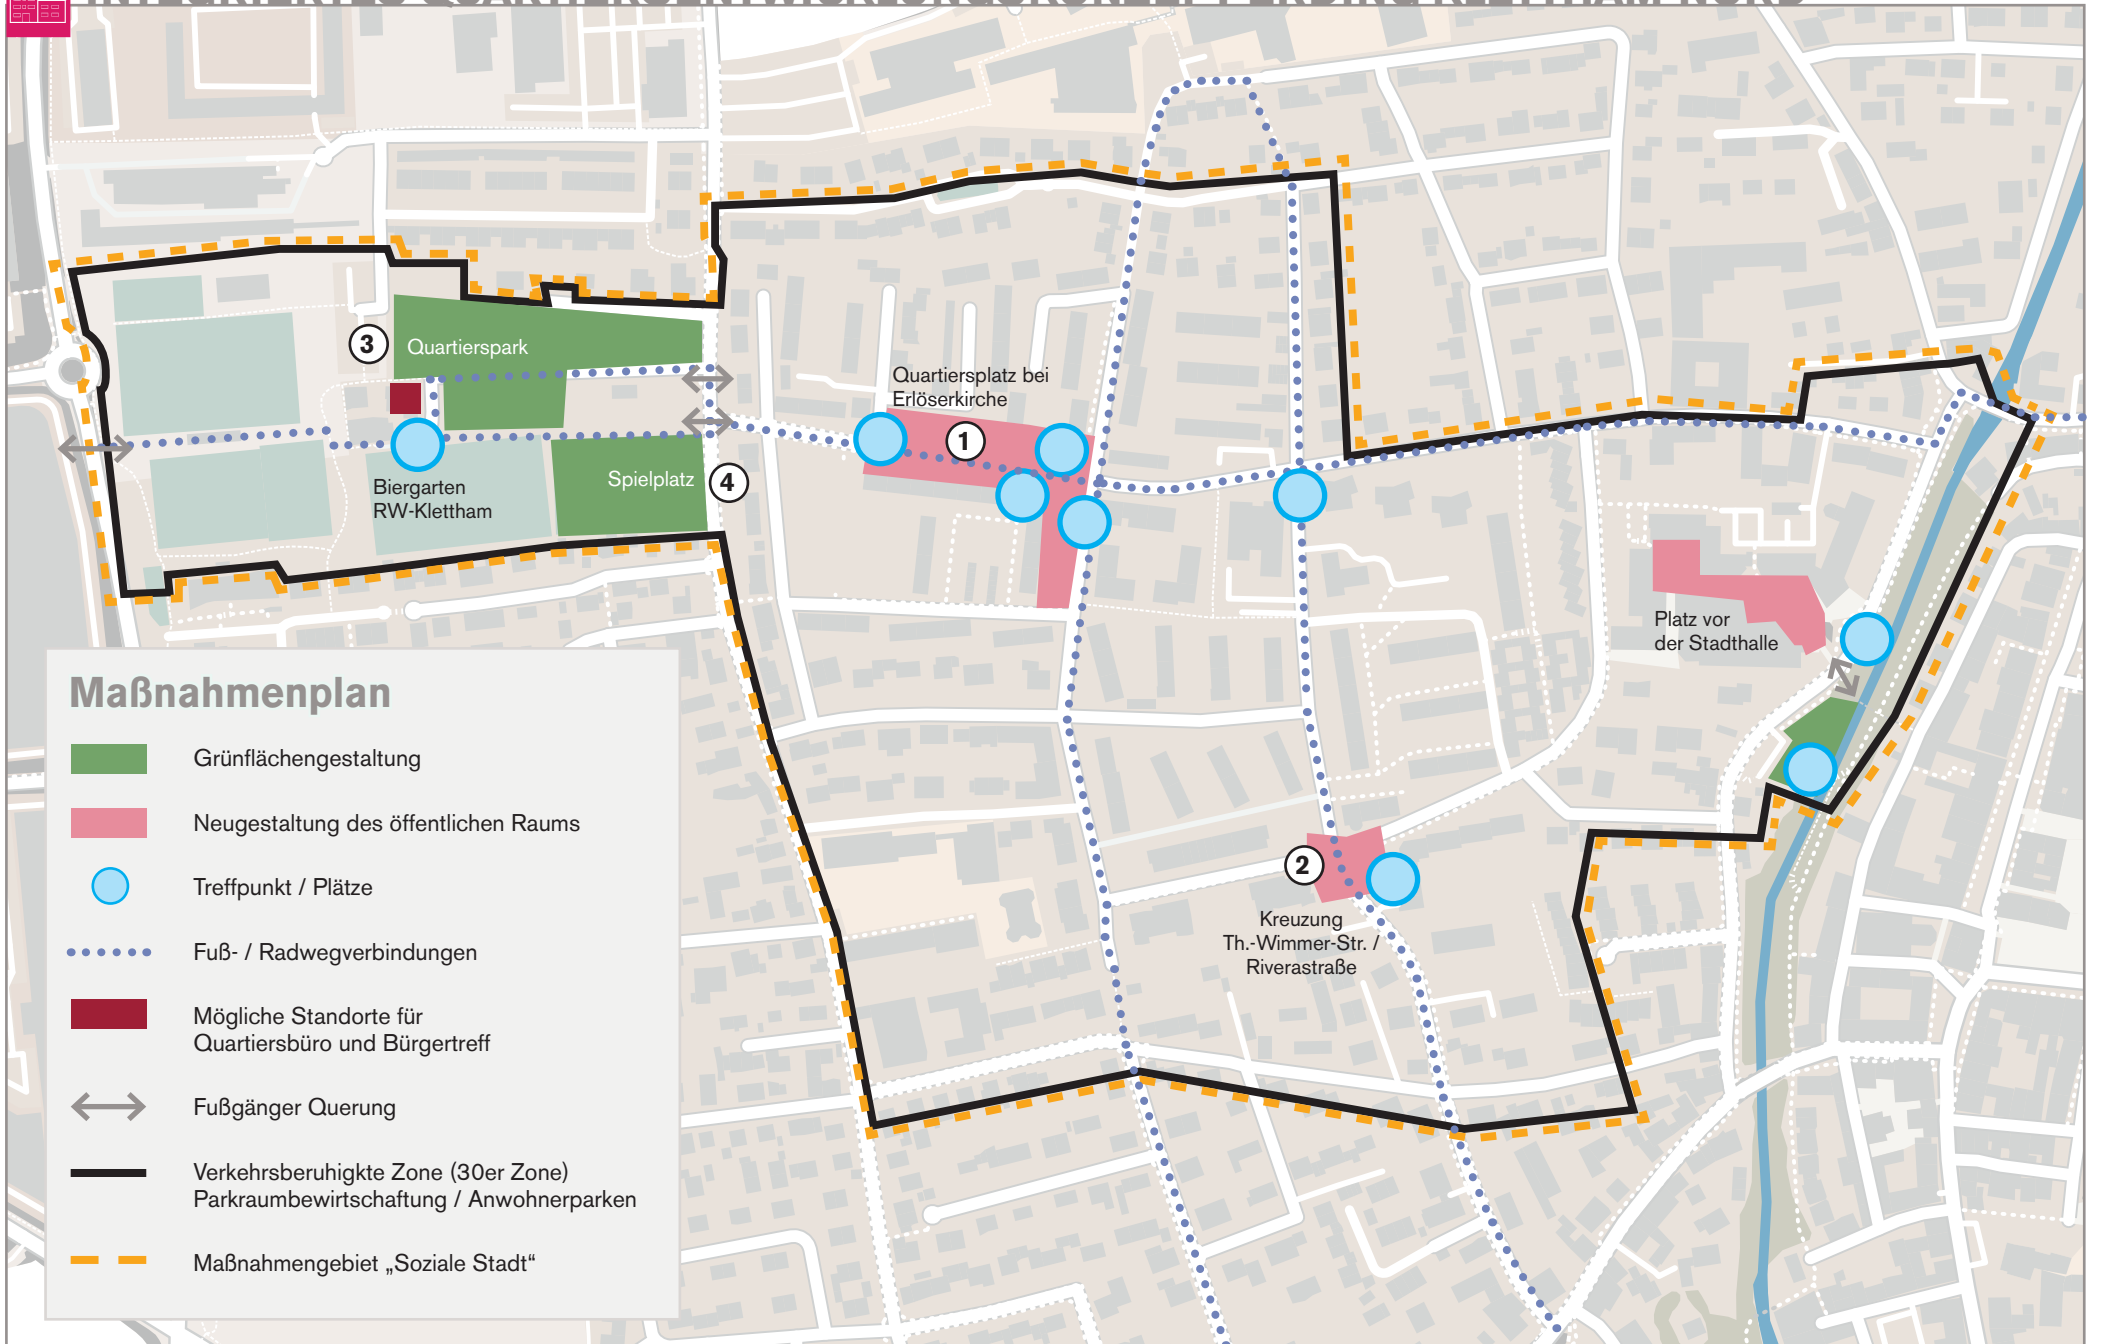 Quartierspark
3
Quartiersplatz bei
Erlöserkirche
1
Spielplatz
4
Biergarten
RW-Klettham
Platz vor
der Stadthalle
2
Kreuzung
Th.-Wimmer-Str. /
Riverastraße
Maßnahmenplan
Grünflächengestaltung
Neugestaltung des öffentlichen Raums
Treffpunkt / Plätze
Fuß- / Radwegverbindungen
Mögliche Standorte für
Quartiersbüro und Bürgertreff
Fußgänger Querung
Verkehrsberuhigkte Zone (30er Zone)
Parkraumbewirtschaftung / Anwohnerparken
Maßnahmengebiet „Soziale Stadt“